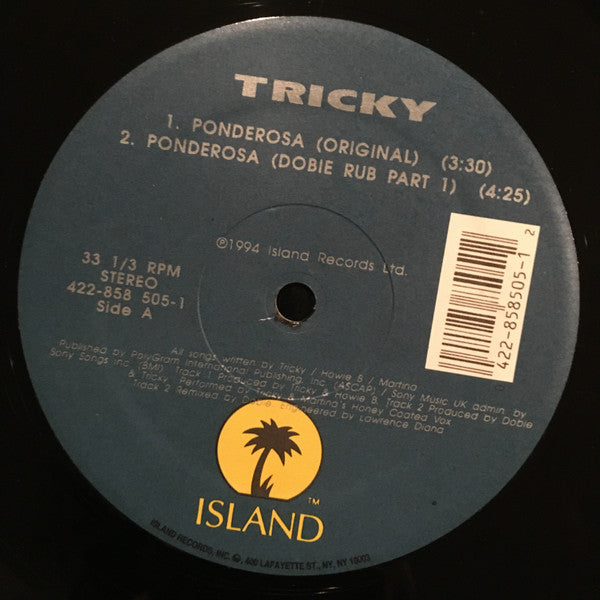 TRICKY
1. PONDEROSA (ORIGINAL) (3:30)
2. PONDEROSA (DOBIE RUB PART 1) (4:25)
℗1994 Island Records Ltd.
33 1/3 RPM
STEREO
422-858 505-1
Side A
0 422-858505-1 2
All songs written by Tricky / Howie B / Martina
Published by PolyGram International Publishing, Inc. (ASCAP) / Sony Music UK admin. by
Sony Songs Inc. (BMI) Track 1 Produced by Tricky & Howie B. Track 2 Produced by Dobie
& Tricky. Performed by Tricky & Martina's Honey Coated Vox
Track 2 Remixed by Dobie, Engineered by Lawrence Diana
ISLAND
TM
ISLAND RECORDS, INC. ℗, 400 LAFAYETTE ST., NY, NY 10003